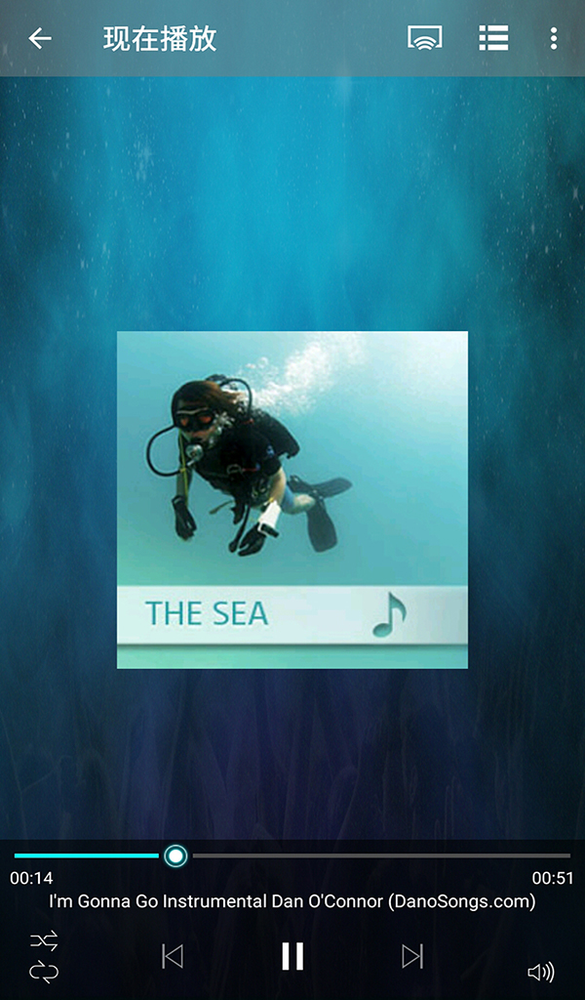 现在播放
THE SEA
00:14
00:51
I'm Gonna Go Instrumental Dan O'Connor (DanoSongs.com)